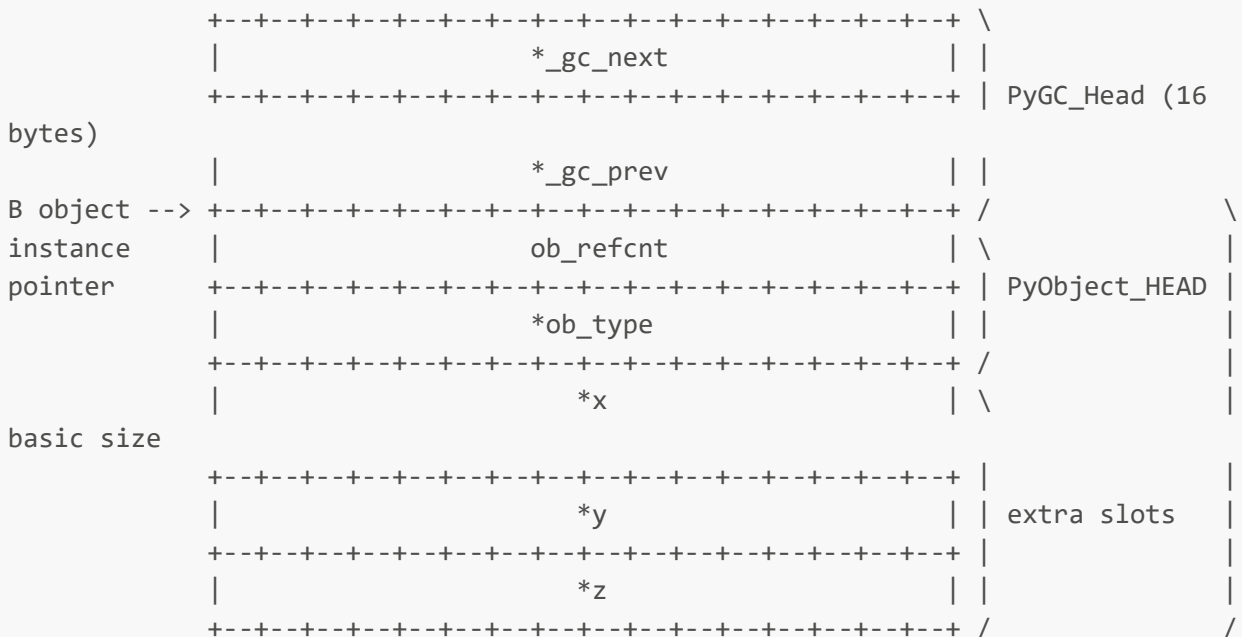 +--+--+--+--+--+--+--+--+--+--+--+--+--+--+--+--+ \
            |                    *_gc_next                  | |
            +--+--+--+--+--+--+--+--+--+--+--+--+--+--+--+--+ | PyGC_Head (16
bytes)
            |                    *_gc_prev                  | |
B object --> +--+--+--+--+--+--+--+--+--+--+--+--+--+--+--+--+ /               \
instance    |                    ob_refcnt                  | \               |
pointer     +--+--+--+--+--+--+--+--+--+--+--+--+--+--+--+--+ | PyObject_HEAD |
            |                    *ob_type                   | |               |
            +--+--+--+--+--+--+--+--+--+--+--+--+--+--+--+--+ /               |
            |                      *x                       | \               |
basic size
            +--+--+--+--+--+--+--+--+--+--+--+--+--+--+--+--+ |               |
            |                      *y                       | | extra slots   |
            +--+--+--+--+--+--+--+--+--+--+--+--+--+--+--+--+ |               |
            |                      *z                       | |               |
            +--+--+--+--+--+--+--+--+--+--+--+--+--+--+--+--+ /               /